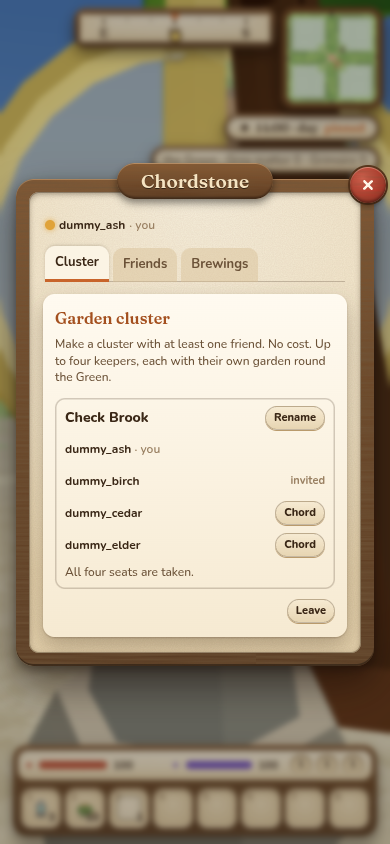 Chordstone
×
dummy_ash · you
Cluster Friends Brewings
Garden cluster
Make a cluster with at least one friend. No cost. Up
to four keepers, each with their own garden round
the Green.
Check Brook Rename
dummy_ash · you
dummy_birch invited
dummy_cedar Chord
dummy_elder Chord
All four seats are taken.
Leave